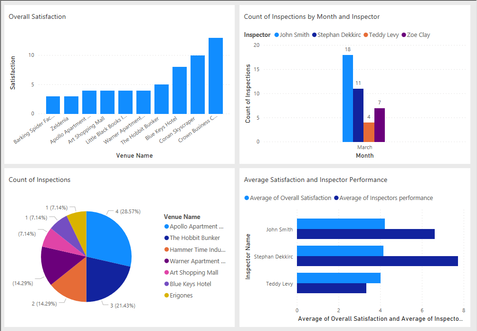 Overall Satisfaction
Satisfaction
10
5
0
Barking Spider Fac...
Zeldenia
Apollo Apartment ...
Art Shopping Mall
Little Black Books I...
Warner Apartment ...
The Hobbit Bunker
Blue Keys Hotel
Conan Skyscraper
Crown Business C...
Venue Name
Count of Inspections by Month and Inspector
Inspector John Smith Stephan Dekkirc Teddy Levy Zoe Clay
Count of Inspections
20
15
10
5
0
18
11
4
7
March
Month
Count of Inspections
1 (7.14%)
1 (7.14%)
(7.14%)
(14.29%)
2 (14.29%)
3 (21.43%)
4 (28.57%)
Venue Name
Apollo Apartment ...
The Hobbit Bunker
Hammer Time Indu...
Warner Apartment ...
Art Shopping Mall
Blue Keys Hotel
Erigones
Average Satisfaction and Inspector Performance
Average of Overall Satisfaction Average of Inspectors performance
Inspector Name
John Smith
Stephan Dekkirc
Teddy Levy
0 2 4 6 8
Average of Overall Satisfaction and Average of Inspecto...